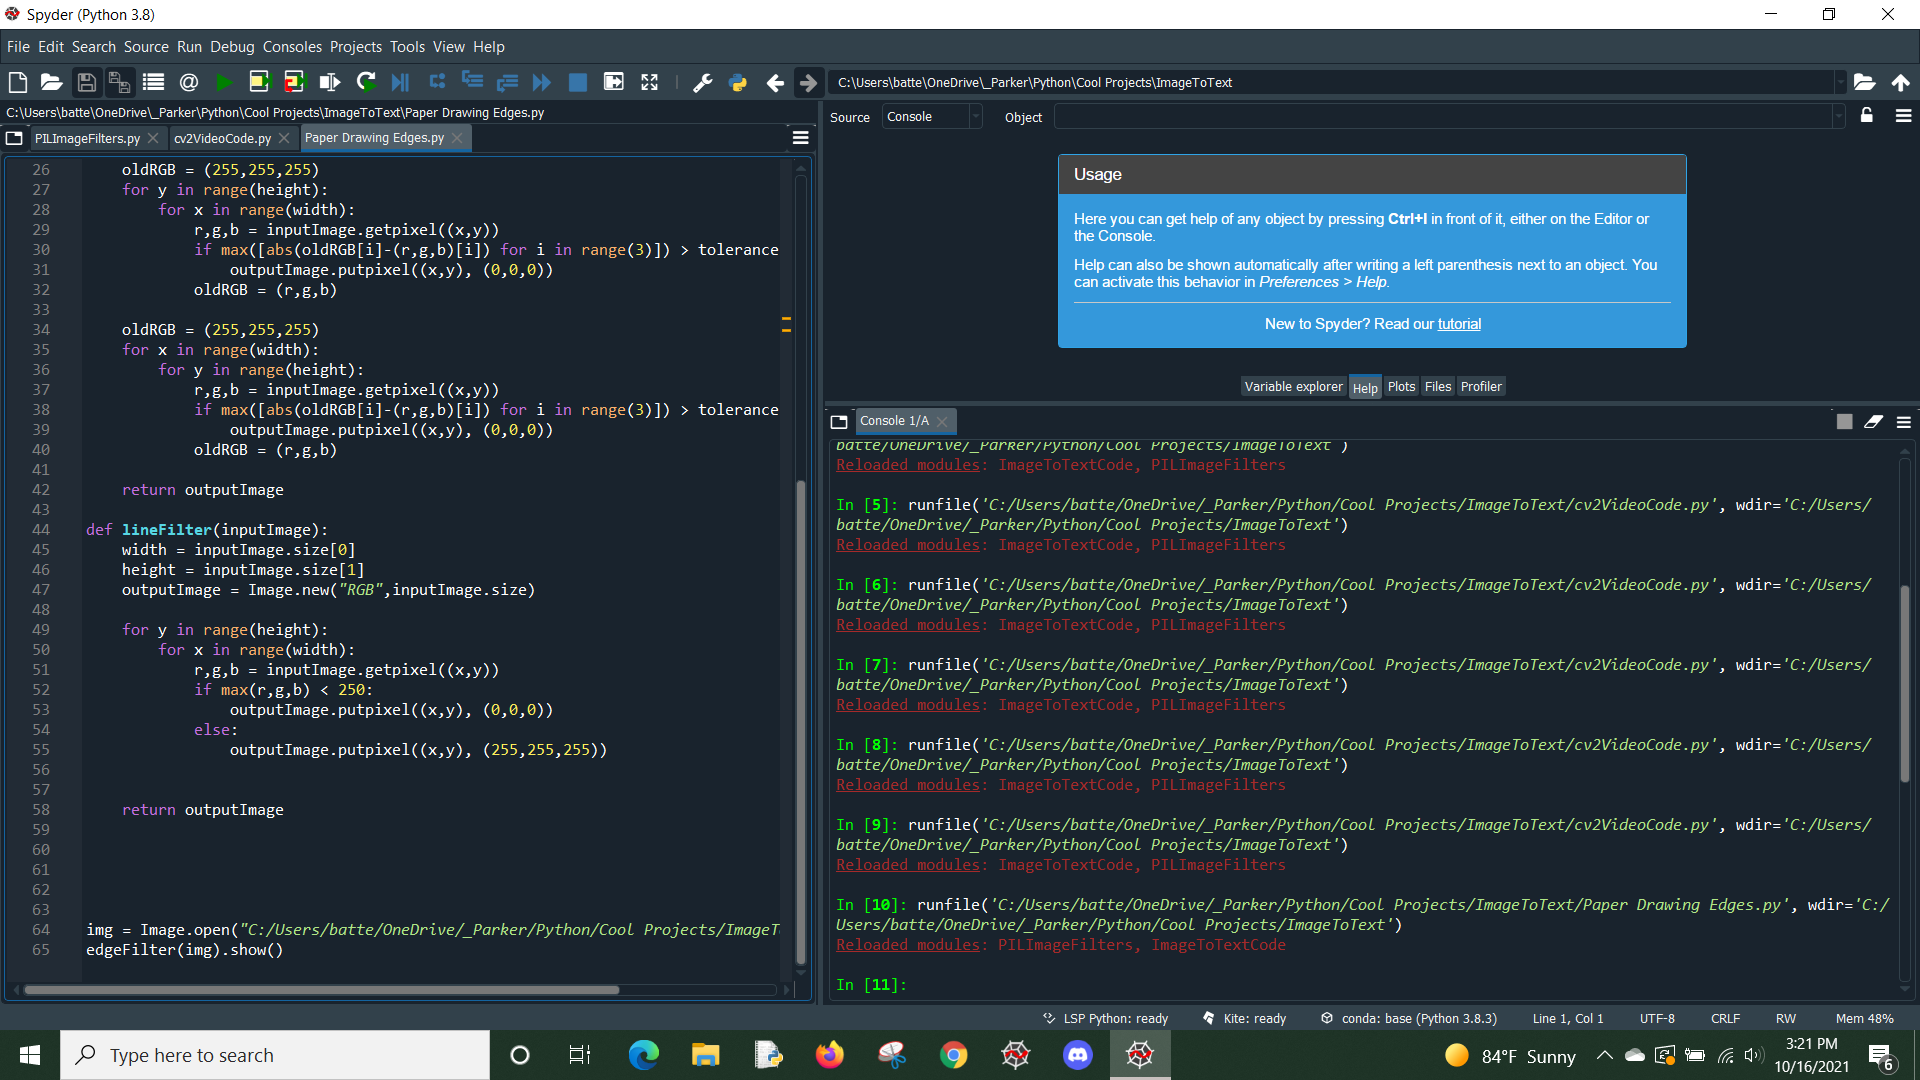 Spyder (Python 3.8)
File Edit Search Source Run Debug Consoles Projects Tools View Help
C:\Users\batte\OneDrive\_Parker\Python\Cool Projects\ImageToText
C:\Users\batte\OneDrive\_Parker\Python\Cool Projects\ImageToText\Paper Drawing Edges.py
PILImageFilters.py cv2VideoCode.py Paper Drawing Edges.py
26 oldRGB = (255,255,255)
27 for y in range(height):
28 for x in range(width):
29 r,g,b = inputImage.getpixel((x,y))
30 if max([abs(oldRGB[i]-(r,g,b)[i]) for i in range(3)]) > tolerance
31 outputImage.putpixel((x,y), (0,0,0))
32 oldRGB = (r,g,b)
33
34 oldRGB = (255,255,255)
35 for x in range(width):
36 for y in range(height):
37 r,g,b = inputImage.getpixel((x,y))
38 if max([abs(oldRGB[i]-(r,g,b)[i]) for i in range(3)]) > tolerance
39 outputImage.putpixel((x,y), (0,0,0))
40 oldRGB = (r,g,b)
41
42 return outputImage
43
44 def lineFilter(inputImage):
45 width = inputImage.size[0]
46 height = inputImage.size[1]
47 outputImage = Image.new("RGB",inputImage.size)
48
49 for y in range(height):
50 for x in range(width):
51 r,g,b = inputImage.getpixel((x,y))
52 if max(r,g,b) < 250:
53 outputImage.putpixel((x,y), (0,0,0))
54 else:
55 outputImage.putpixel((x,y), (255,255,255))
56
57
58 return outputImage
59
60
61
62
63
64 img = Image.open("C:/Users/batte/OneDrive/_Parker/Python/Cool Projects/ImageT
65 edgeFilter(img).show()
Source Console Object
Usage
Here you can get help of any object by pressing Ctrl+I in front of it, either on the Editor or
the Console.
Help can also be shown automatically after writing a left parenthesis next to an object. You
can activate this behavior in Preferences > Help.
New to Spyder? Read our tutorial
Variable explorer Help Plots Files Profiler
Console 1/A
batte/OneDrive/_Parker/Python/Cool Projects/ImageToText')
Reloaded modules: ImageToTextCode, PILImageFilters
In [5]: runfile('C:/Users/batte/OneDrive/_Parker/Python/Cool Projects/ImageToText/cv2VideoCode.py', wdir='C:/Users/
batte/OneDrive/_Parker/Python/Cool Projects/ImageToText')
Reloaded modules: ImageToTextCode, PILImageFilters
In [6]: runfile('C:/Users/batte/OneDrive/_Parker/Python/Cool Projects/ImageToText/cv2VideoCode.py', wdir='C:/Users/
batte/OneDrive/_Parker/Python/Cool Projects/ImageToText')
Reloaded modules: ImageToTextCode, PILImageFilters
In [7]: runfile('C:/Users/batte/OneDrive/_Parker/Python/Cool Projects/ImageToText/cv2VideoCode.py', wdir='C:/Users/
batte/OneDrive/_Parker/Python/Cool Projects/ImageToText')
Reloaded modules: ImageToTextCode, PILImageFilters
In [8]: runfile('C:/Users/batte/OneDrive/_Parker/Python/Cool Projects/ImageToText/cv2VideoCode.py', wdir='C:/Users/
batte/OneDrive/_Parker/Python/Cool Projects/ImageToText')
Reloaded modules: ImageToTextCode, PILImageFilters
In [9]: runfile('C:/Users/batte/OneDrive/_Parker/Python/Cool Projects/ImageToText/cv2VideoCode.py', wdir='C:/Users/
batte/OneDrive/_Parker/Python/Cool Projects/ImageToText')
Reloaded modules: ImageToTextCode, PILImageFilters
In [10]: runfile('C:/Users/batte/OneDrive/_Parker/Python/Cool Projects/ImageToText/Paper Drawing Edges.py', wdir='C:/
Users/batte/OneDrive/_Parker/Python/Cool Projects/ImageToText')
Reloaded modules: PILImageFilters, ImageToTextCode
In [11]:
LSP Python: ready Kite: ready conda: base (Python 3.8.3) Line 1, Col 1 UTF-8 CRLF RW Mem 48%
Type here to search
84°F Sunny
3:21 PM
10/16/2021
6